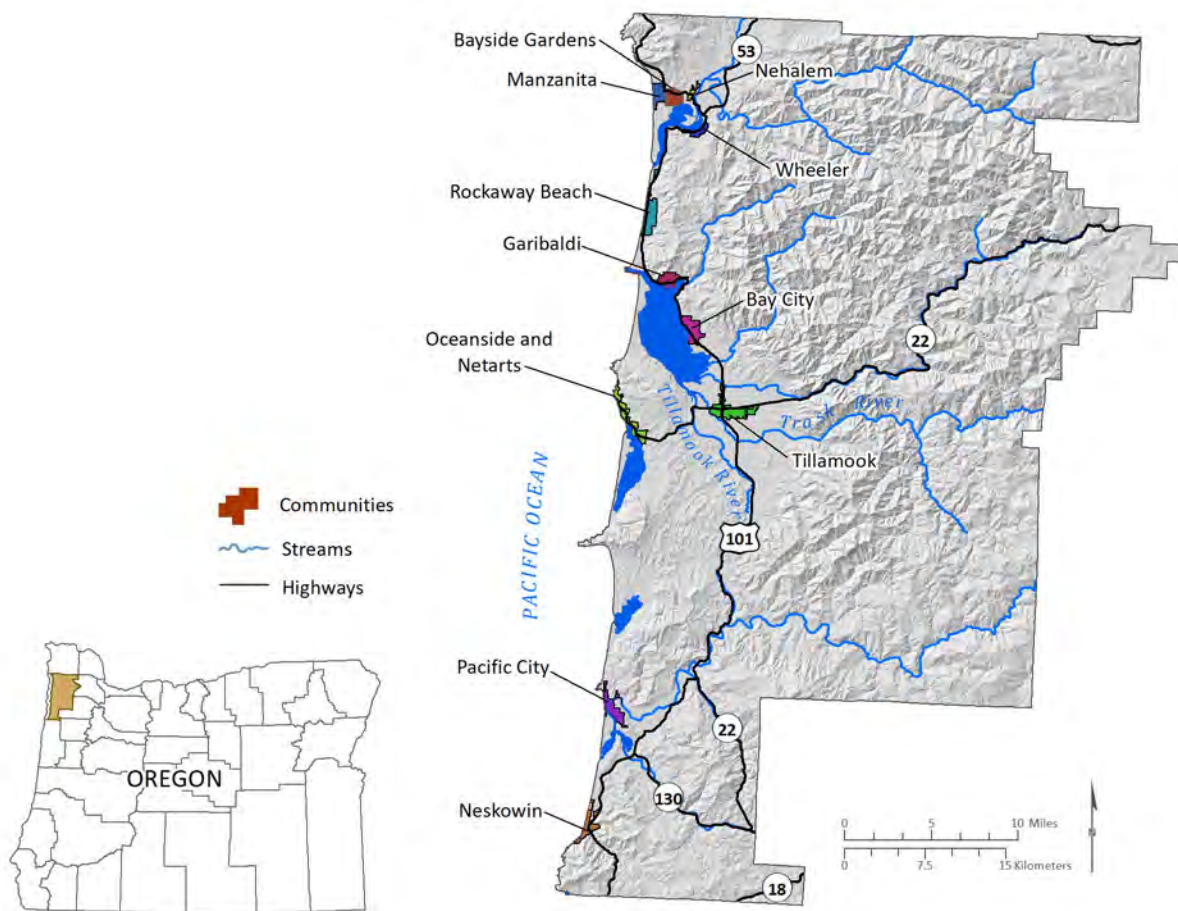 Bayside Gardens
53
Manzanita
Nehalem
Wheeler
Rockaway Beach
Garibaldi
Bay City
Oceanside and
Netarts
22
Tillamook River
Trask River
Tillamook
PACIFIC OCEAN
101
Communities
Streams
Highways
Pacific City
22
OREGON
130
Neskowin
0 5 10 Miles
0 7.5 15 Kilometers
18
N